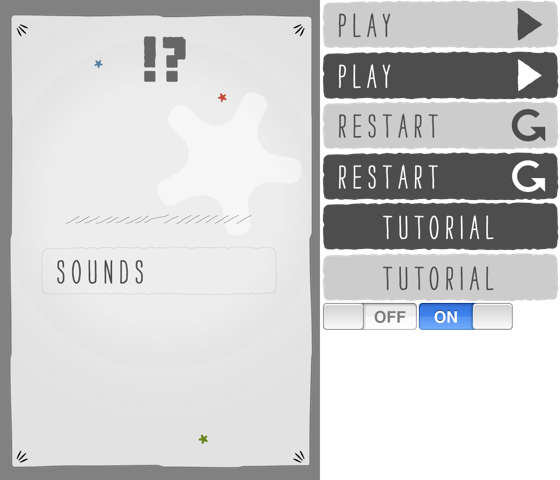 !?
SOUNDS
PLAY
PLAY
RESTART
RESTART
TUTORIAL
TUTORIAL
OFF ON